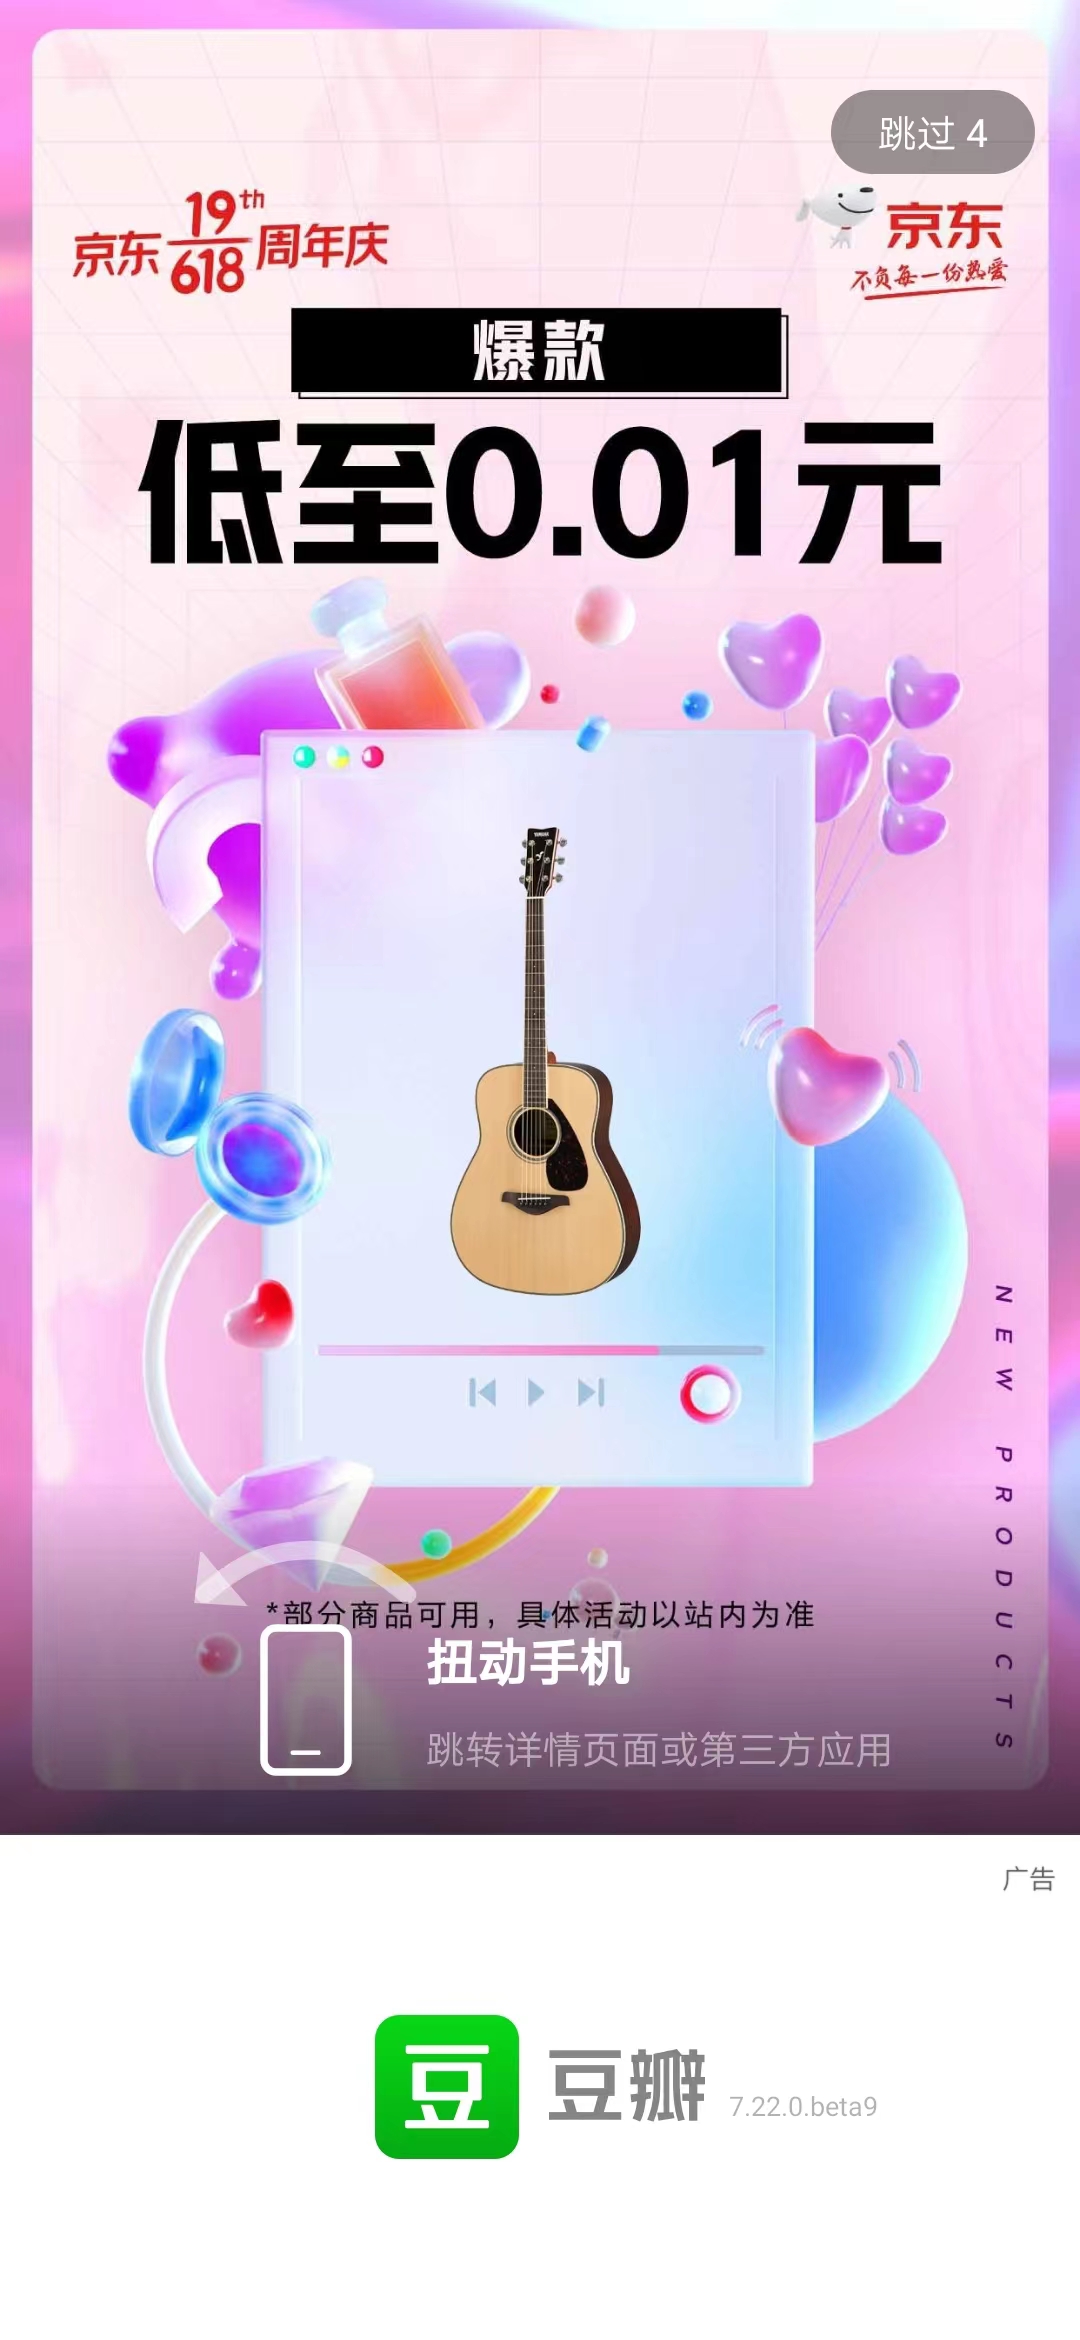 跳过 4
京东 19th 618 周年庆
京东
不负每一份热爱
爆款
低至0.01元
YAMAHA
NEW PRODUCTS
*部分商品可用，具体活动以站内为准
扭动手机
跳转详情页面或第三方应用
广告
豆 豆瓣 7.22.0.beta9